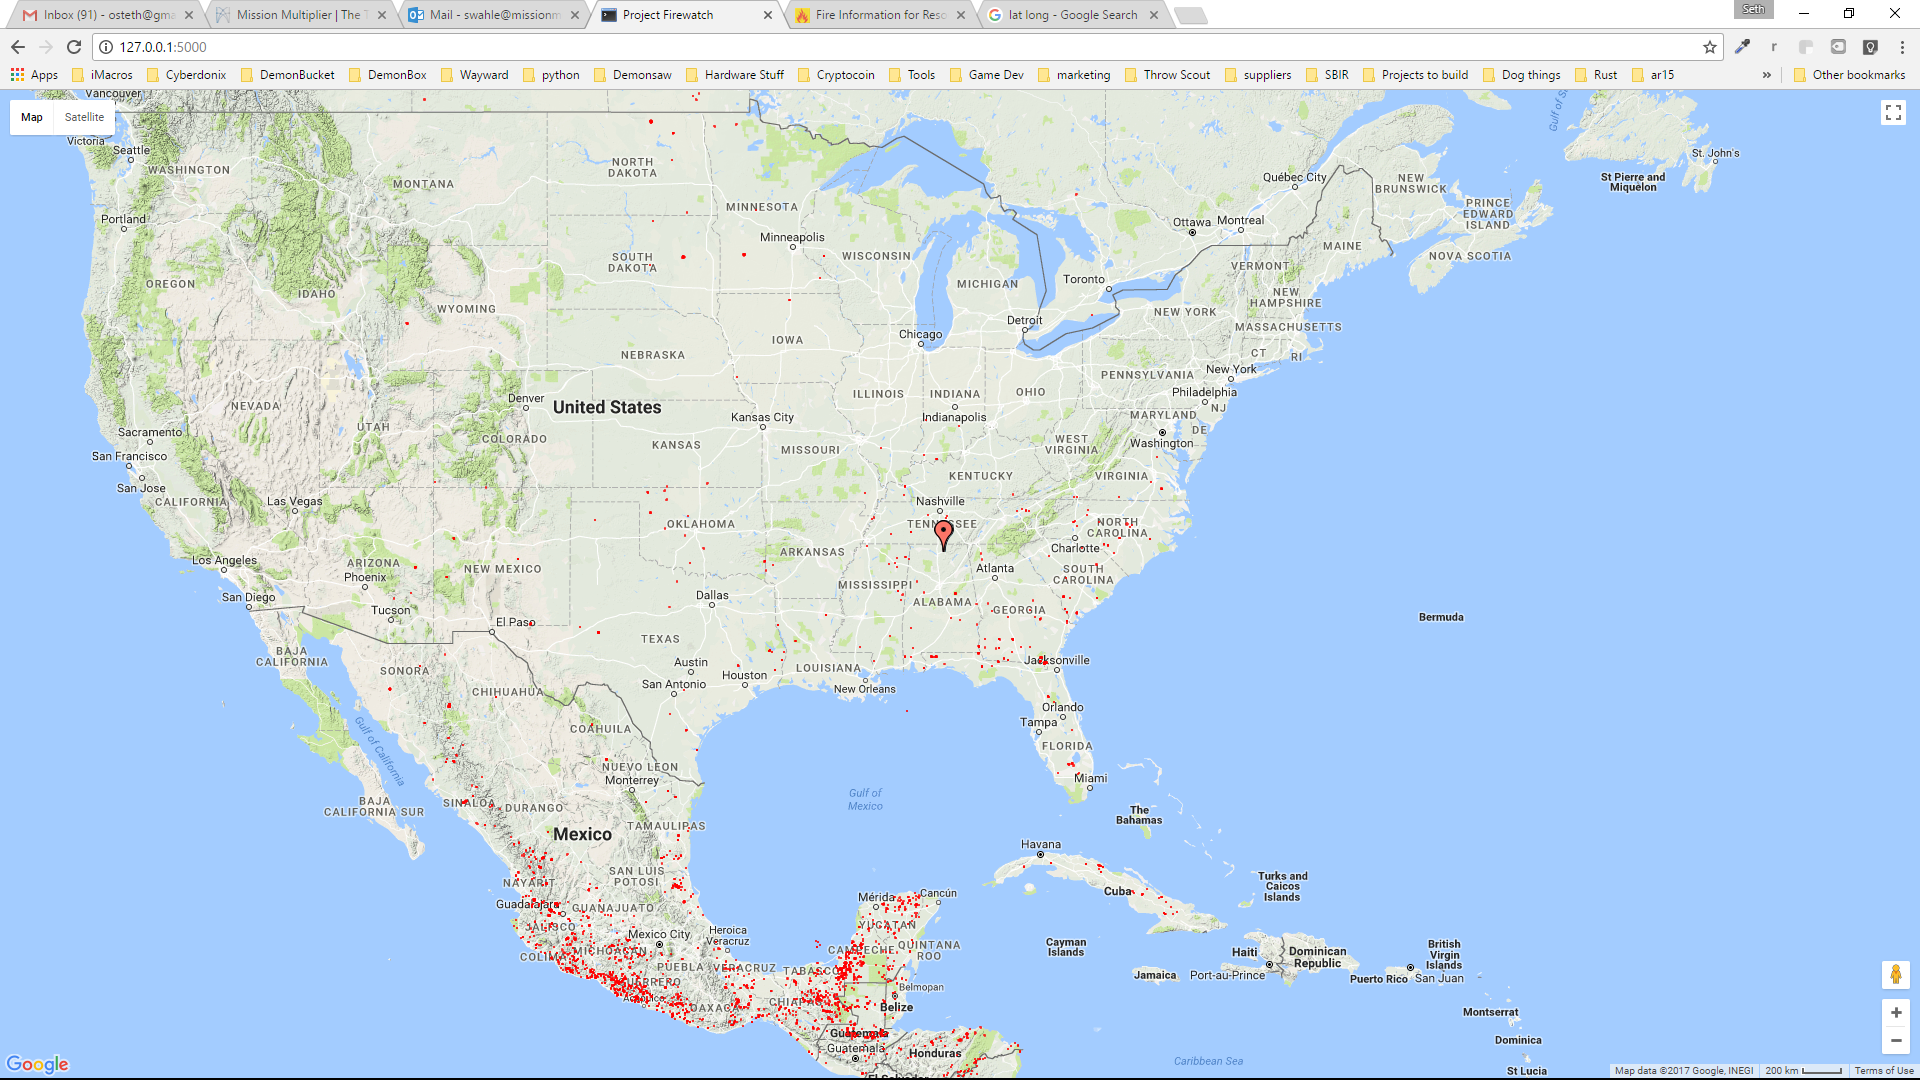 Inbox (91) - osteth@gma
Mission Multiplier | The T
Mail - swahle@missionm
Project Firewatch
Fire Information for Reso
lat long - Google Search
Seth
127.0.0.1:5000
Apps
iMacros
Cyberdonix
DemonBucket
DemonBox
Wayward
python
Demonsaw
Hardware Stuff
Cryptocoin
Tools
Game Dev
marketing
Throw Scout
suppliers
SBIR
Projects to build
Dog things
Rust
ar15
»
Other bookmarks
Map
Satellite
Vancouver
Victoria
Seattle
WASHINGTON
MONTANA
NORTH
DAKOTA
MINNESOTA
Minneapolis
Portland
OREGON
IDAHO
WYOMING
SOUTH
DAKOTA
WISCONSIN
MICHIGAN
Toronto
Ottawa
Montreal
Québec City
NEW
BRUNSWICK
PRINCE
EDWARD
ISLAND
MAINE
NOVA SCOTIA
St. John's
St Pierre and
Miquelon
Gulf of S
VERMONT
NEW
HAMPSHIRE
NEW YORK
MASSACHUSETTS
CT
RI
Detroit
Chicago
IOWA
NEBRASKA
ILLINOIS
INDIANA
OHIO
PENNSYLVANIA
New York
Philadelphia
NJ
MARYLAND
DE
Washington
Indianapolis
Denver
United States
Kansas City
NEVADA
UTAH
COLORADO
KANSAS
MISSOURI
WEST
VIRGINIA
VIRGINIA
KENTUCKY
Sacramento
San Francisco
San Jose
CALIFORNIA
Las Vegas
Nashville
TENNESSEE
OKLAHOMA
ARKANSAS
NORTH
CAROLINA
Charlotte
Los Angeles
ARIZONA
Phoenix
NEW MEXICO
Atlanta
SOUTH
CAROLINA
MISSISSIPPI
San Diego
Tucson
Dallas
ALABAMA
GEORGIA
El Paso
TEXAS
Bermuda
BAJA
CALIFORNIA
SONORA
Austin
Houston
San Antonio
LOUISIANA
New Orleans
Jacksonville
CHIHUAHUA
COAHUILA
Orlando
Tampa
FLORIDA
Miami
Gulf of California
NUEVO LEON
Monterrey
Gulf of
Mexico
BAJA
CALIFORNIA SUR
SINALOA
DURANGO
TAMAULIPAS
Mexico
The
Bahamas
Havana
Cuba
Turks and
Caicos
Islands
SAN LUIS
POTOSI
NAYARIT
Guadalajara
GUANAJUATO
JALISCO
Mexico City
Heroica
Veracruz
Mérida
Cancún
YUCATAN
CAMPECHE
QUINTANA
ROO
COLIMA
MICHOACAN
PUEBLA
VERACRUZ
TABASCO
GUERRERO
Acapulco
OAXACA
CHIAPAS
Belmopan
Belize
Guatemala
Guatemala
Honduras
El Salvador
Cayman
Islands
Jamaica
Haiti
Port-au-Prince
Dominican
Republic
Puerto Rico
San Juan
British
Virgin
Islands
Montserrat
Dominica
St Lucia
Caribbean Sea
Google
Map data ©2017 Google, INEGI
200 km
Terms of Use